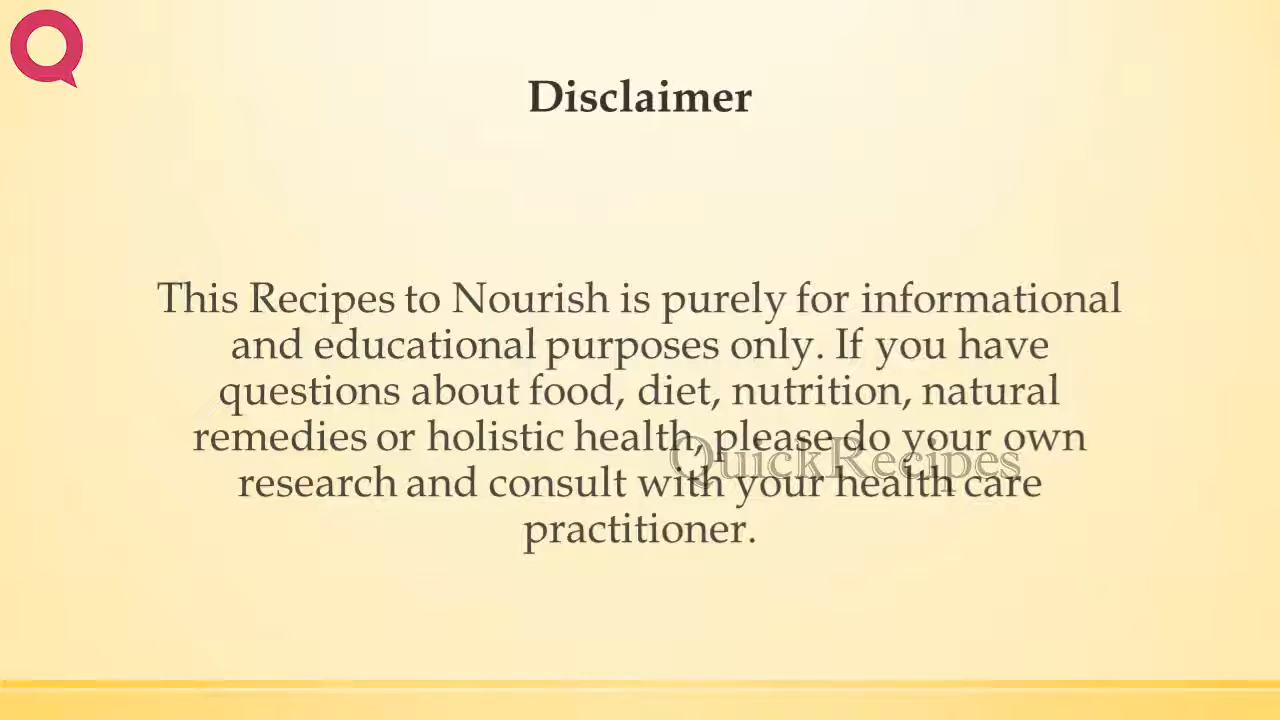 Disclaimer
This Recipes to Nourish is purely for informational
and educational purposes only. If you have
questions about food, diet, nutrition, natural
remedies or holistic health, please do your own
QuickRecipes
research and consult with your health care
practitioner.